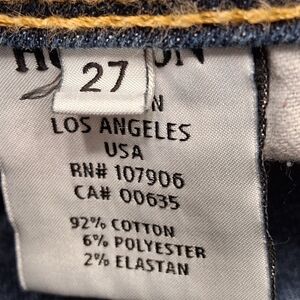 27
N
LOS ANGELES
USA
RN# 107906
CA# 00635
92% COTTON
6% POLYESTER
2% ELASTAN